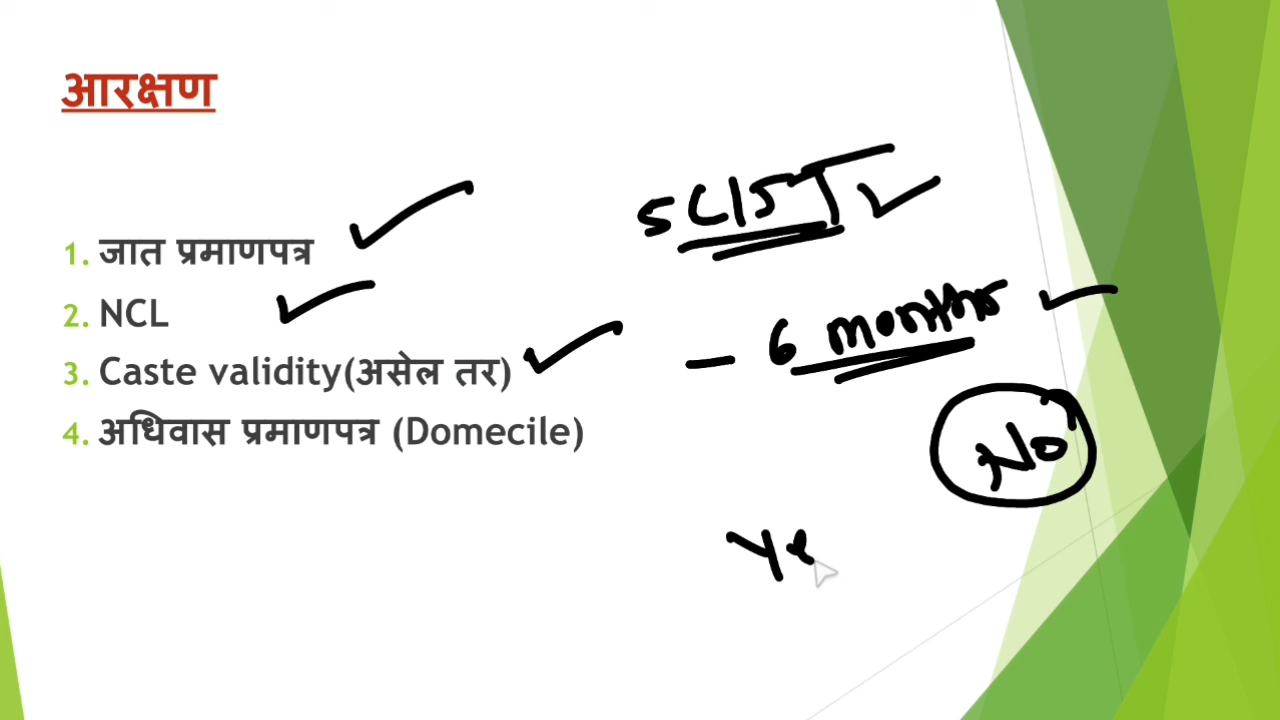 आरक्षण
1. जात प्रमाणपत्र
2. NCL
3. Caste validity(असेल तर)
4. अधिवास प्रमाणपत्र (Domecile)
SC/ST
- 6 months
No
Ye